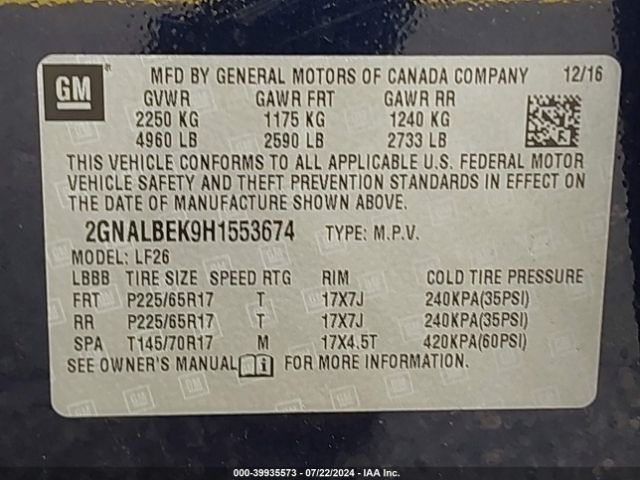 GM MFD BY GENERAL MOTORS OF CANADA COMPANY 12/16
GVWR GAWR FRT GAWR RR
2250 KG 1175 KG 1240 KG
4960 LB 2590 LB 2733 LB
THIS VEHICLE CONFORMS TO ALL APPLICABLE U.S. FEDERAL MOTOR
VEHICLE SAFETY AND THEFT PREVENTION STANDARDS IN EFFECT ON
THE DATE OF MANUFACTURE SHOWN ABOVE.
2GNALBEK9H1553674 TYPE: M.P.V.
MODEL: LF26
LBBB TIRE SIZE SPEED RTG RIM COLD TIRE PRESSURE
FRT P225/65R17 T 17X7J 240KPA(35PSI)
RR P225/65R17 T 17X7J 240KPA(35PSI)
SPA T145/70R17 M 17X4.5T 420KPA(60PSI)
SEE OWNER'S MANUAL FOR MORE INFORMATION.
000-39935573 - 07/22/2024 - IAAI.COM